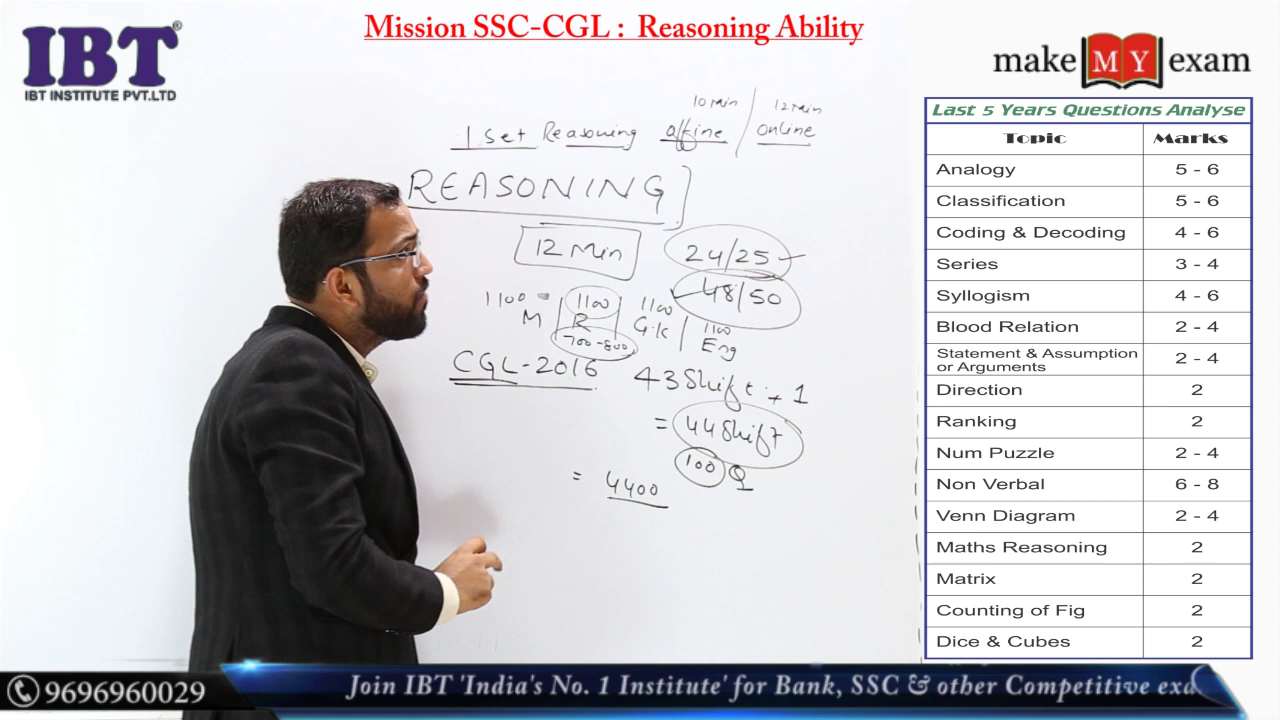 Mission SSC-CGL : Reasoning Ability
IBT®
IBT INSTITUTE PVT.LTD
make MY exam
10 Min | 12 Min
1 Set Reasoning offine | online
REASONING
12 Min
24/25
48/50
1100 | 1100 | 1100 | 1100
M | R | G.K | Eng
700-800
CGL-2016
43 Shift + 1
= 44 Shift
100 Q
= 4400
Last 5 Years Questions Analyse
Topic Marks
Analogy 5 - 6
Classification 5 - 6
Coding & Decoding 4 - 6
Series 3 - 4
Syllogism 4 - 6
Blood Relation 2 - 4
Statement & Assumption
or Arguments 2 - 4
Direction 2
Ranking 2
Num Puzzle 2 - 4
Non Verbal 6 - 8
Venn Diagram 2 - 4
Maths Reasoning 2
Matrix 2
Counting of Fig 2
Dice & Cubes 2
9696960029
Join IBT 'India's No. 1 Institute' for Bank, SSC & other Competitive exa